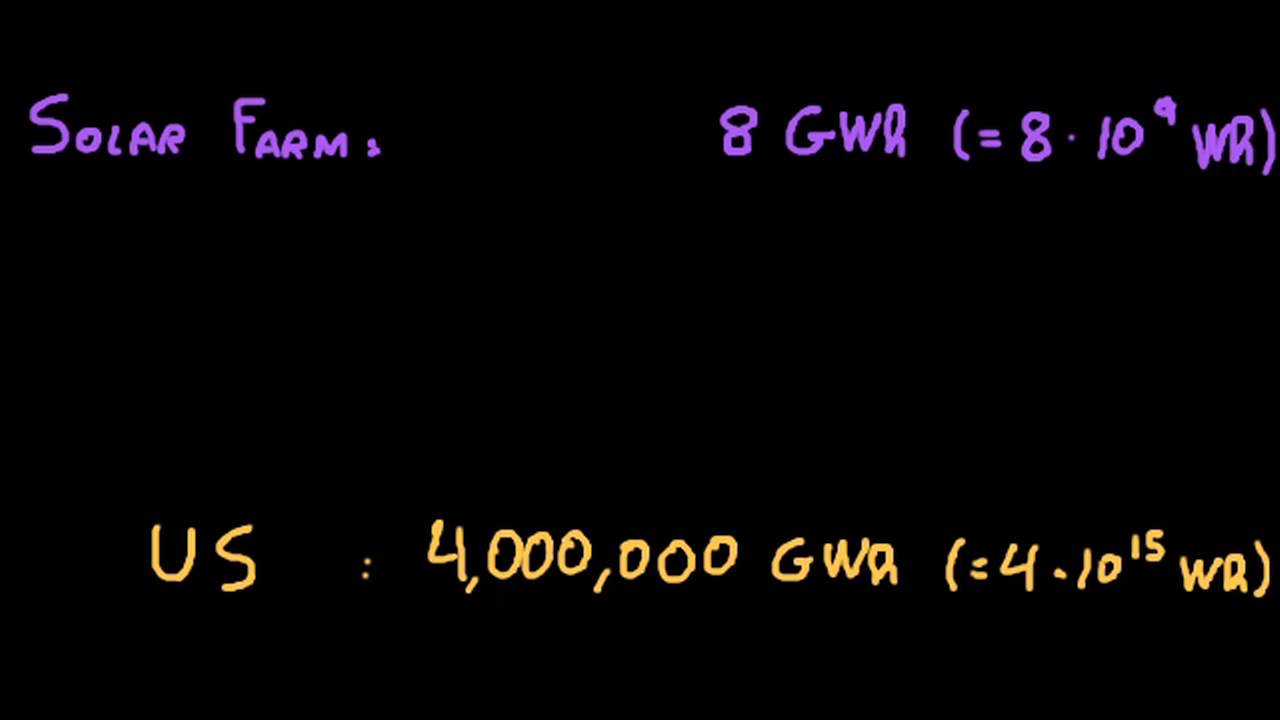 SOLAR FARM: 8 GWh (= 8 · 10⁹ Wh)
US : 4,000,000 GWh (= 4 · 10¹⁵ Wh)